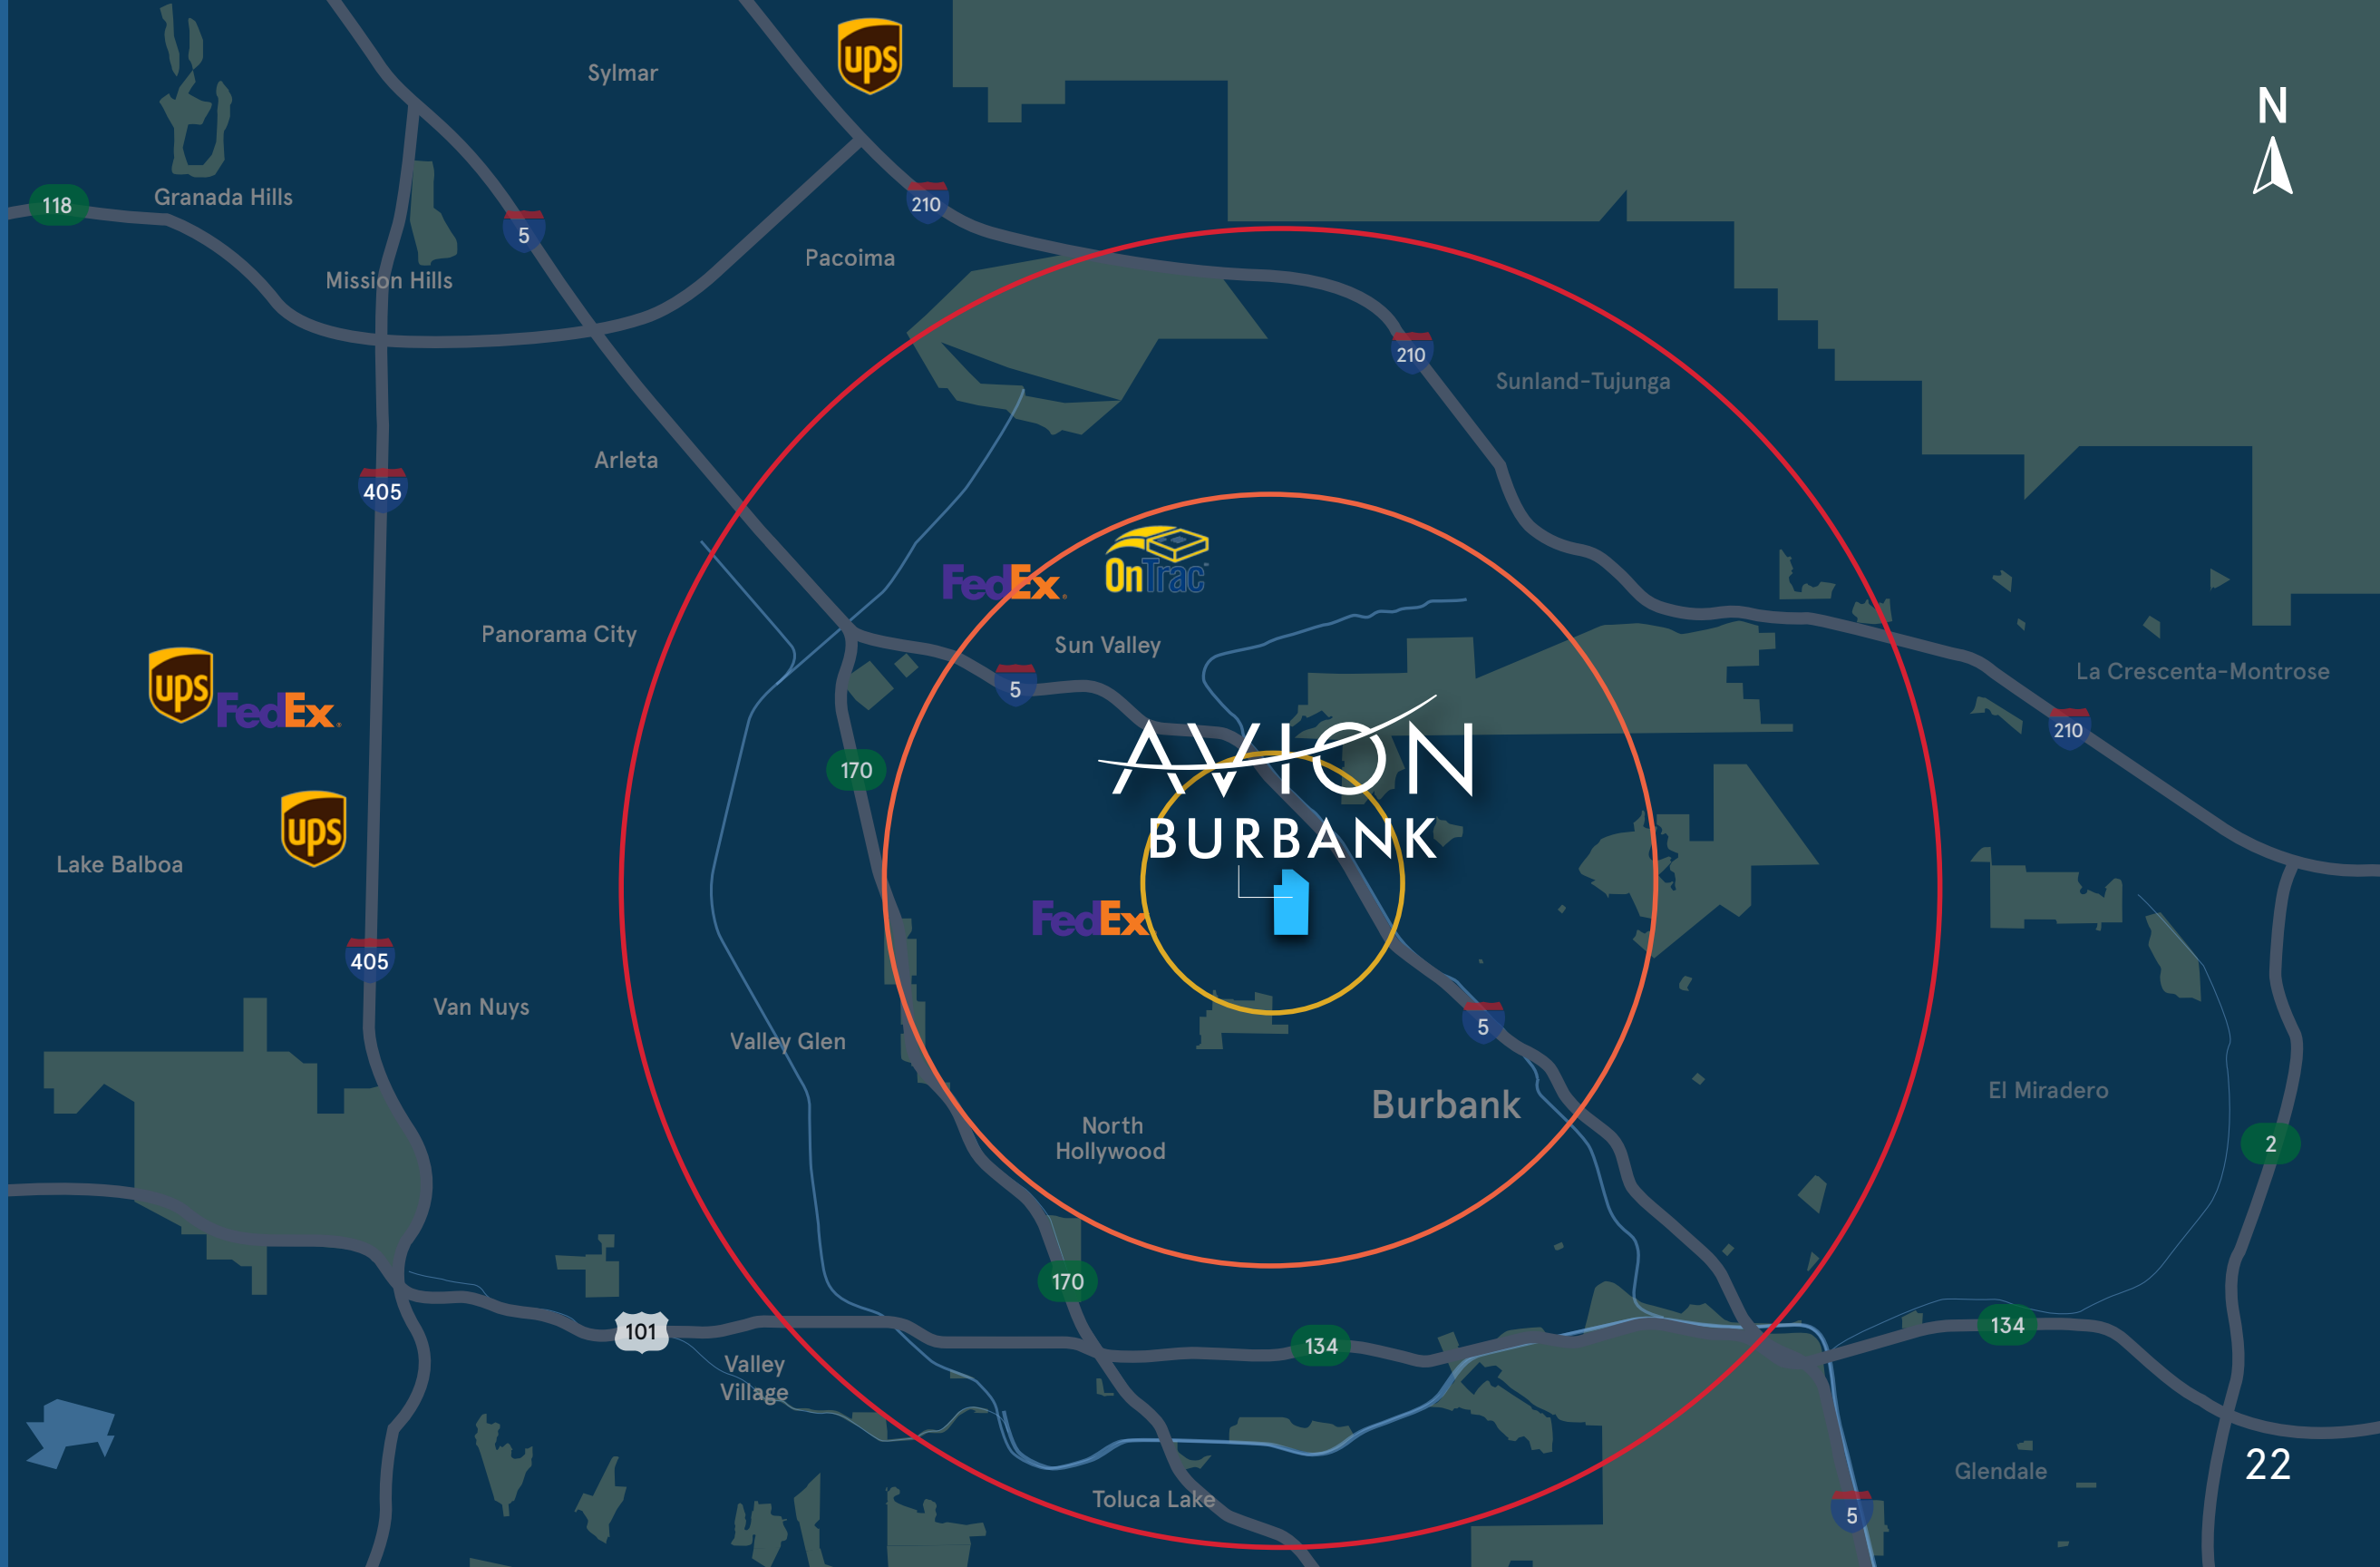 ups
Sylmar
N
Granada Hills
118
210
5
Pacoima
Mission Hills
210
Sunland-Tujunga
Arleta
405
OnTrac
FedEx.
Panorama City
Sun Valley
La Crescenta-Montrose
ups
5
FedEx.
210
AVION
170
ups
BURBANK
Lake Balboa
FedEx
405
Van Nuys
5
Valley Glen
El Miradero
Burbank
North
Hollywood
2
170
134
101
134
Valley
Village
22
Glendale
Toluca Lake
5